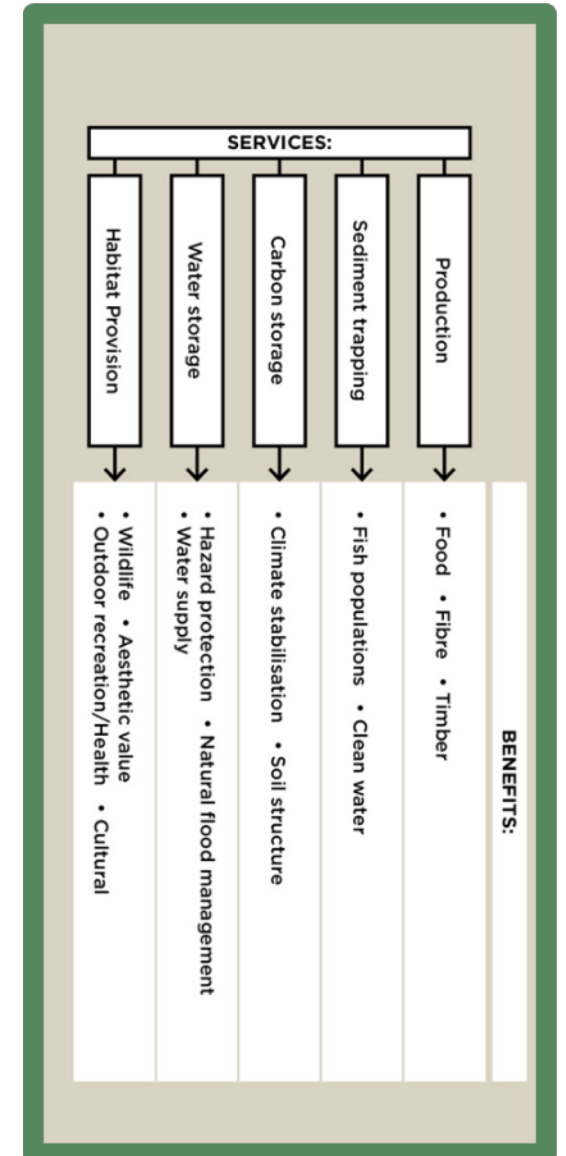 SERVICES:
BENEFITS:
Production
• Food • Fibre • Timber
Sediment trapping
• Fish populations • Clean water
Carbon storage
• Climate stabilisation • Soil structure
Water storage
• Hazard protection • Natural flood management
• Water supply
Habitat Provision
• Wildlife • Aesthetic value
• Outdoor recreation/Health • Cultural